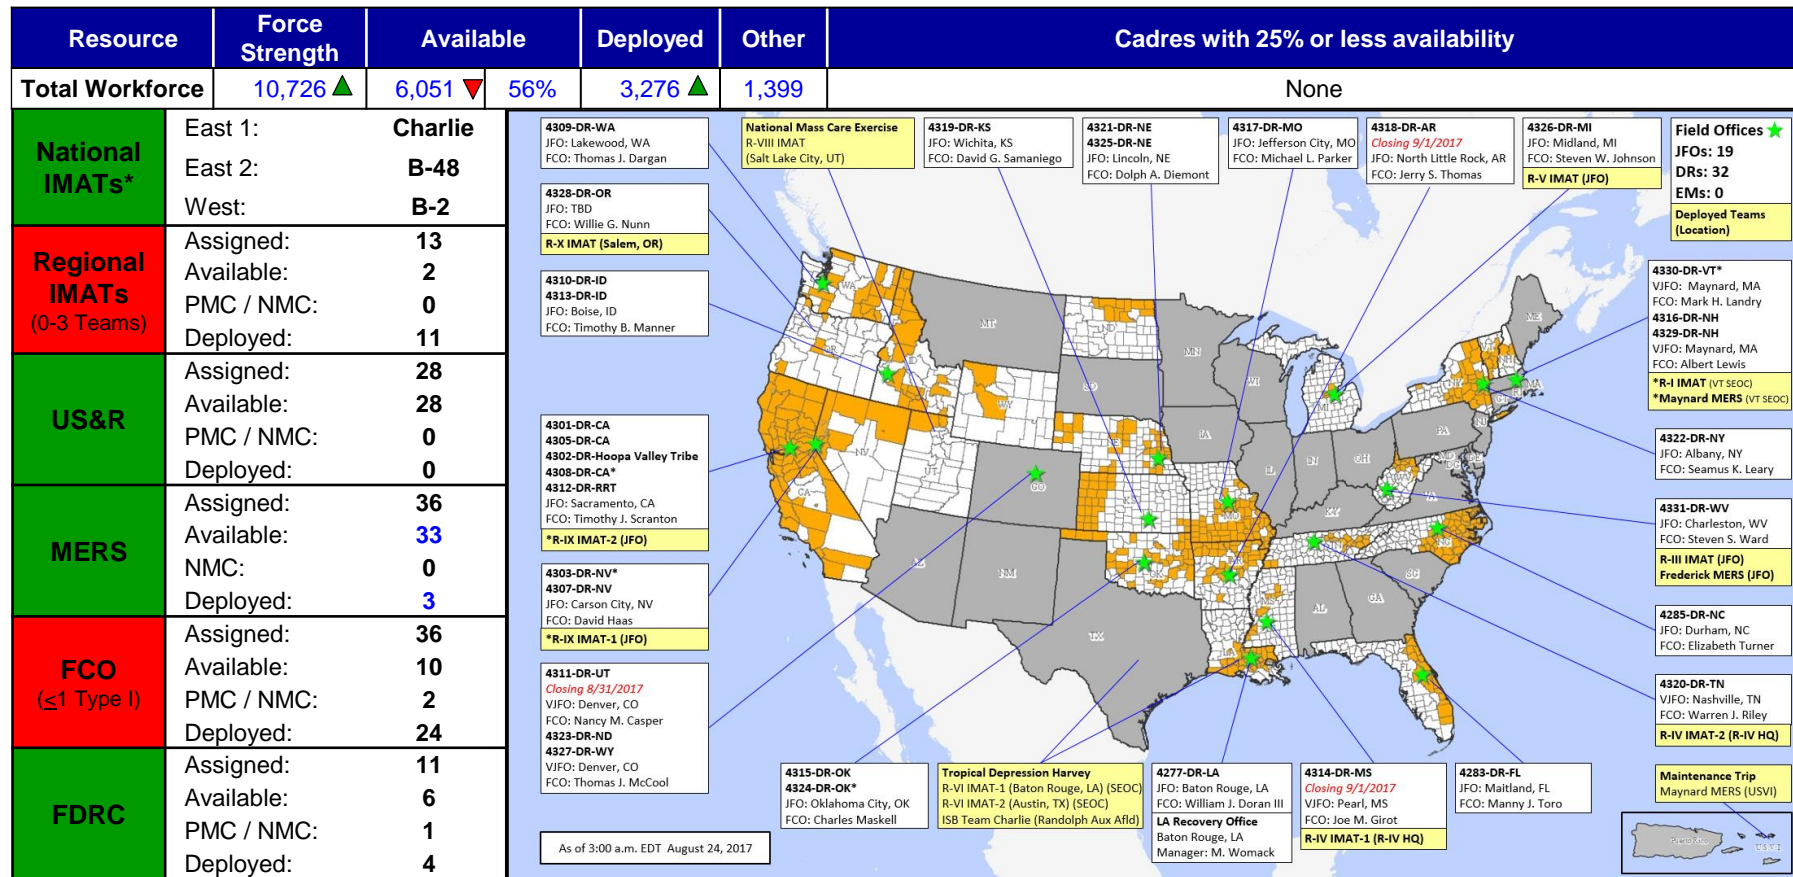 Resource Force Strength Available Deployed Other Cadres with 25% or less availability
Total Workforce 10,726 6,051 56% 3,276 1,399 None
National IMATs*
East 1: Charlie
East 2: B-48
West: B-2
Regional IMATs (0-3 Teams)
Assigned: 13
Available: 2
PMC / NMC: 0
Deployed: 11
US&R
Assigned: 28
Available: 28
PMC / NMC: 0
Deployed: 0
MERS
Assigned: 36
Available: 33
NMC: 0
Deployed: 3
FCO (≤1 Type I)
Assigned: 36
Available: 10
PMC / NMC: 2
Deployed: 24
FDRC
Assigned: 11
Available: 6
PMC / NMC: 1
Deployed: 4
4309-DR-WA
JFO: Lakewood, WA
FCO: Thomas J. Dargan
National Mass Care Exercise
R-VIII IMAT
(Salt Lake City, UT)
4319-DR-KS
JFO: Wichita, KS
FCO: David G. Samaniego
4321-DR-NE
4325-DR-NE
JFO: Lincoln, NE
FCO: Dolph A. Diemont
4317-DR-MO
JFO: Jefferson City, MO
FCO: Michael L. Parker
4318-DR-AR
Closing 9/1/2017
JFO: North Little Rock, AR
FCO: Jerry S. Thomas
4326-DR-MI
JFO: Midland, MI
FCO: Steven W. Johnson
R-V IMAT (JFO)
Field Offices
JFOs: 19
DRs: 32
EMs: 0
Deployed Teams
(Location)
4328-DR-OR
JFO: TBD
FCO: Willie G. Nunn
R-X IMAT (Salem, OR)
4310-DR-ID
4313-DR-ID
JFO: Boise, ID
FCO: Timothy B. Manner
4301-DR-CA
4305-DR-CA
4302-DR-Hoopa Valley Tribe
4308-DR-CA*
4312-DR-RRT
JFO: Sacramento, CA
FCO: Timothy J. Scranton
*R-IX IMAT-2 (JFO)
4303-DR-NV*
4307-DR-NV
JFO: Carson City, NV
FCO: David Haas
*R-IX IMAT-1 (JFO)
4311-DR-UT
Closing 8/31/2017
VJFO: Denver, CO
FCO: Nancy M. Casper
4323-DR-ND
4327-DR-WY
VJFO: Denver, CO
FCO: Thomas J. McCool
As of 3:00 a.m. EDT August 24, 2017
4330-DR-VT*
VJFO: Maynard, MA
FCO: Mark H. Landry
4316-DR-NH
4329-DR-NH
VJFO: Maynard, MA
FCO: Albert Lewis
*R-I IMAT (VT SEOC)
*Maynard MERS (VT SEOC)
4322-DR-NY
JFO: Albany, NY
FCO: Seamus K. Leary
4331-DR-WV
JFO: Charleston, WV
FCO: Steven S. Ward
R-III IMAT (JFO)
Frederick MERS (JFO)
4285-DR-NC
JFO: Durham, NC
FCO: Elizabeth Turner
4320-DR-TN
VJFO: Nashville, TN
FCO: Warren J. Riley
R-IV IMAT-2 (R-IV HQ)
Maintenance Trip
Maynard MERS (USVI)
4315-DR-OK
4324-DR-OK*
JFO: Oklahoma City, OK
FCO: Charles Maskell
Tropical Depression Harvey
R-VI IMAT-1 (Baton Rouge, LA) (SEOC)
R-VI IMAT-2 (Austin, TX) (SEOC)
ISB Team Charlie (Randolph Aux Afld)
4277-DR-LA
JFO: Baton Rouge, LA
FCO: William J. Doran III
LA Recovery Office
Baton Rouge, LA
Manager: M. Womack
4314-DR-MS
Closing 9/1/2017
VJFO: Pearl, MS
FCO: Joe M. Girot
R-IV IMAT-1 (R-IV HQ)
4283-DR-FL
JFO: Maitland, FL
FCO: Manny J. Toro
WA
MT
ND
MN
ME
OR
ID
SD
WI
MI
NY
NH
MA
CT
WY
IA
PA
NJ
NE
NV
UT
CO
IL
IN
OH
WV
VA
CA
KS
MO
KY
NC
AZ
NM
OK
AR
SC
TX
MS
AL
GA
LA
Puerto Rico
U S V I